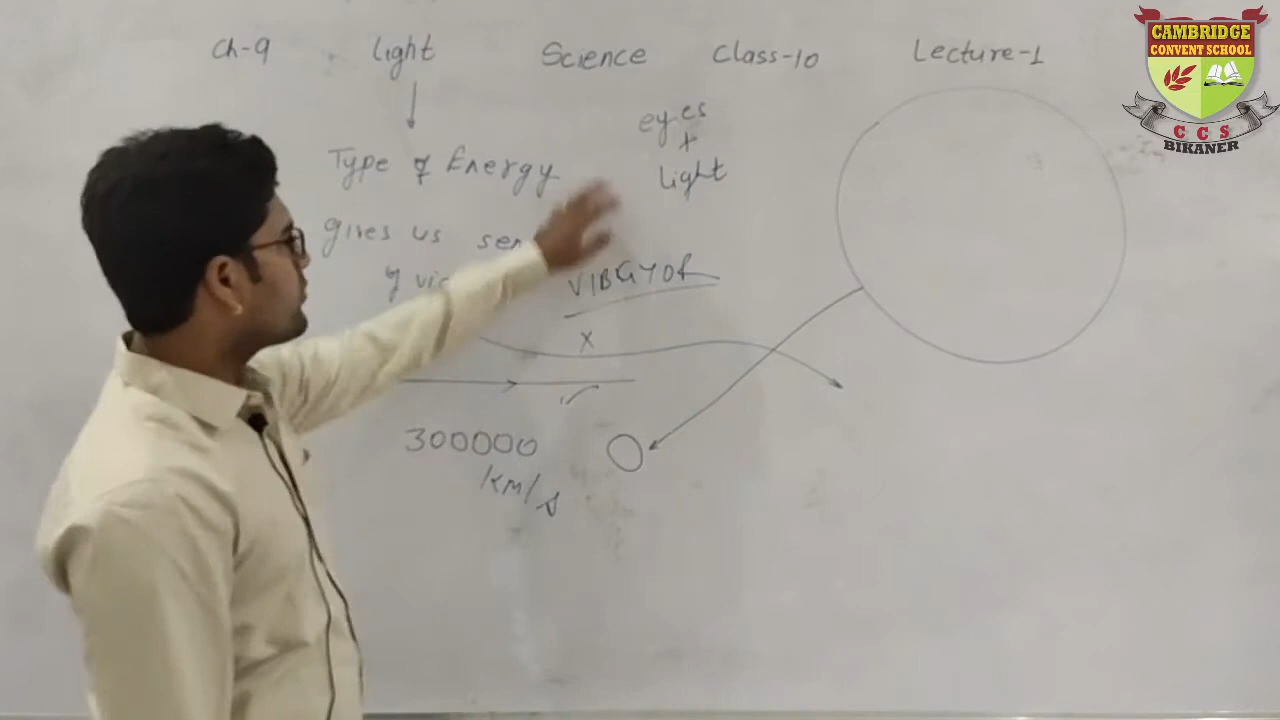 Ch-9 light Science Class-10 Lecture-1
Type of Energy
gives us
eyes
+
light
VIBGYOR
x
300000
km/s
CAMBRIDGE
CONVENT SCHOOL
CCS
BIKANER